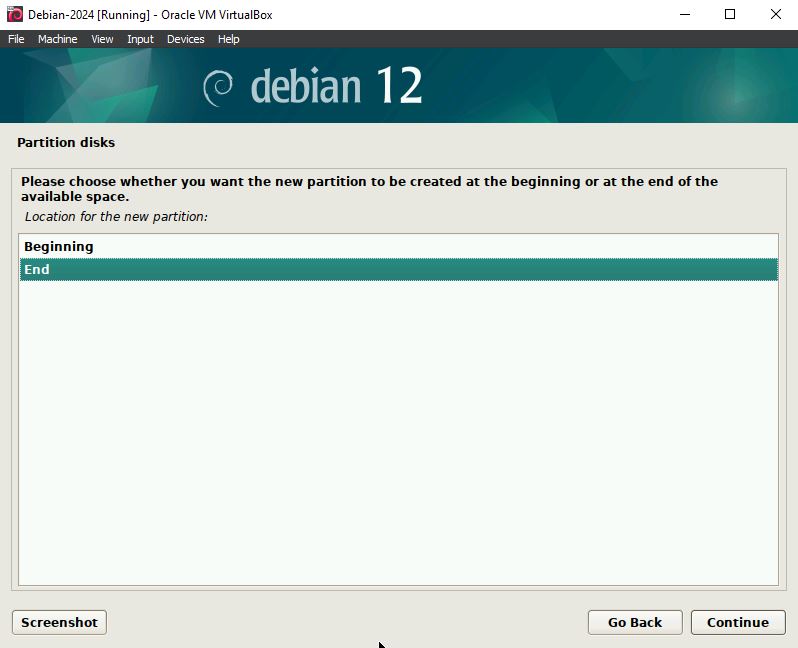 Debian-2024 [Running] - Oracle VM VirtualBox
File Machine View Input Devices Help
debian 12
Partition disks
Please choose whether you want the new partition to be created at the beginning or at the end of the
available space.
Location for the new partition:
Beginning
End
Screenshot Go Back Continue